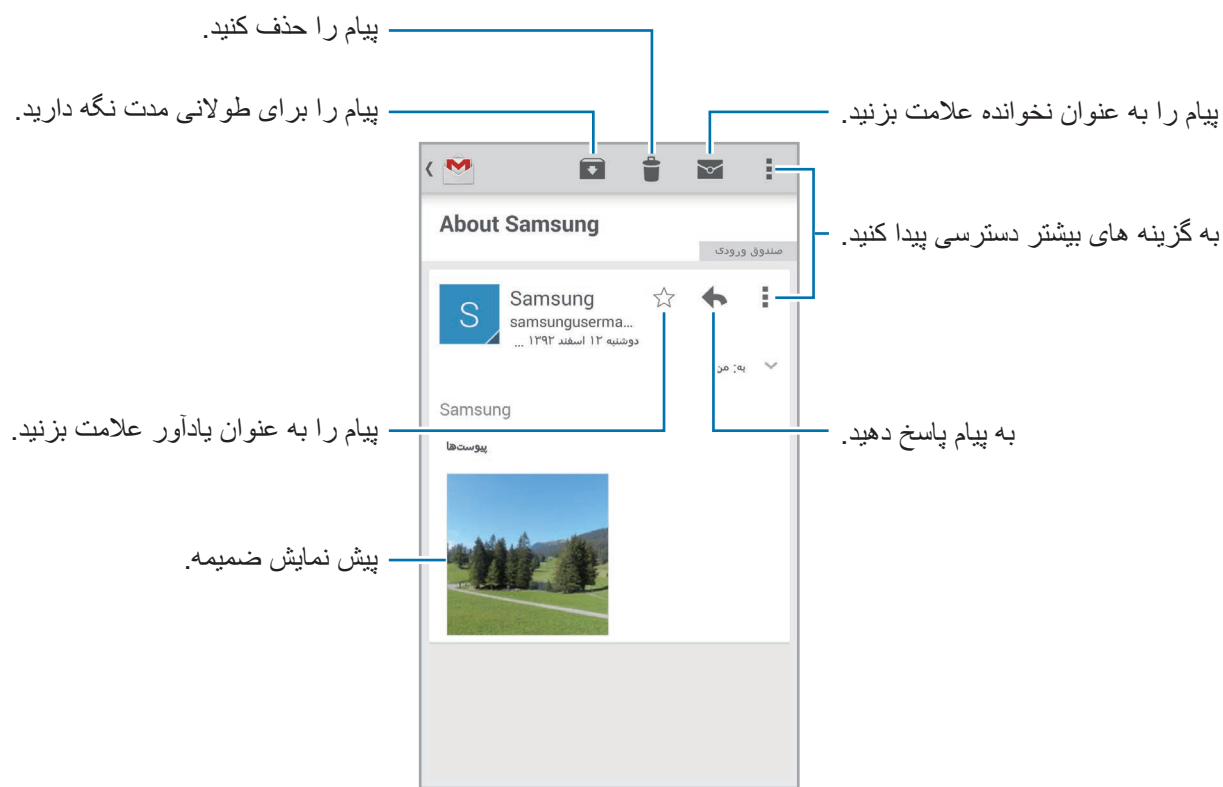 پیام را حذف کنید.
پیام را برای طولانی مدت نگه دارید.
پیام را به عنوان نخوانده علامت بزنید.
به گزینه های بیشتر دسترسی پیدا کنید.
About Samsung
صندوق ورودی
S
Samsung
samsunguserma...
دوشنبه ۱۲ اسفند ۱۳۹۲ ...
به: من
Samsung
پیام را به عنوان یادآور علامت بزنید.
به پیام پاسخ دهید.
پیوست‌ها
پیش نمایش ضمیمه.